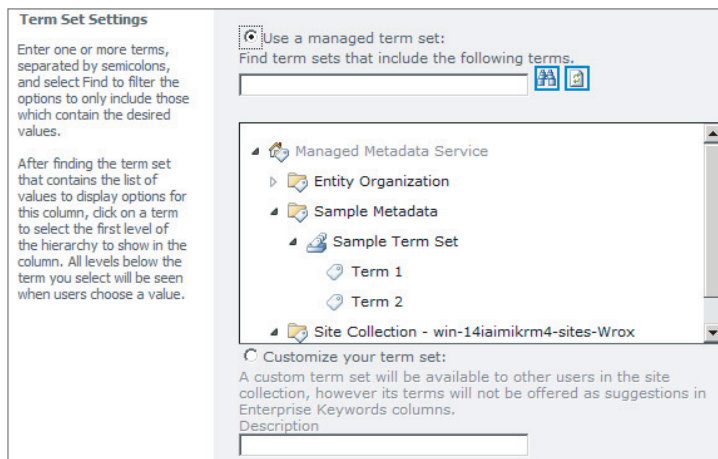 Term Set Settings
Enter one or more terms,
separated by semicolons,
and select Find to filter the
options to only include those
which contain the desired
values.
After finding the term set
that contains the list of
values to display options for
this column, click on a term
to select the first level of
the hierarchy to show in the
column. All levels below the
term you select will be seen
when users choose a value.
Use a managed term set:
Find term sets that include the following terms.
Managed Metadata Service
Entity Organization
Sample Metadata
Sample Term Set
Term 1
Term 2
Site Collection - win-14iaimikrm4-sites-Wrox
Customize your term set:
A custom term set will be available to other users in the site
collection, however its terms will not be offered as suggestions in
Enterprise Keywords columns.
Description